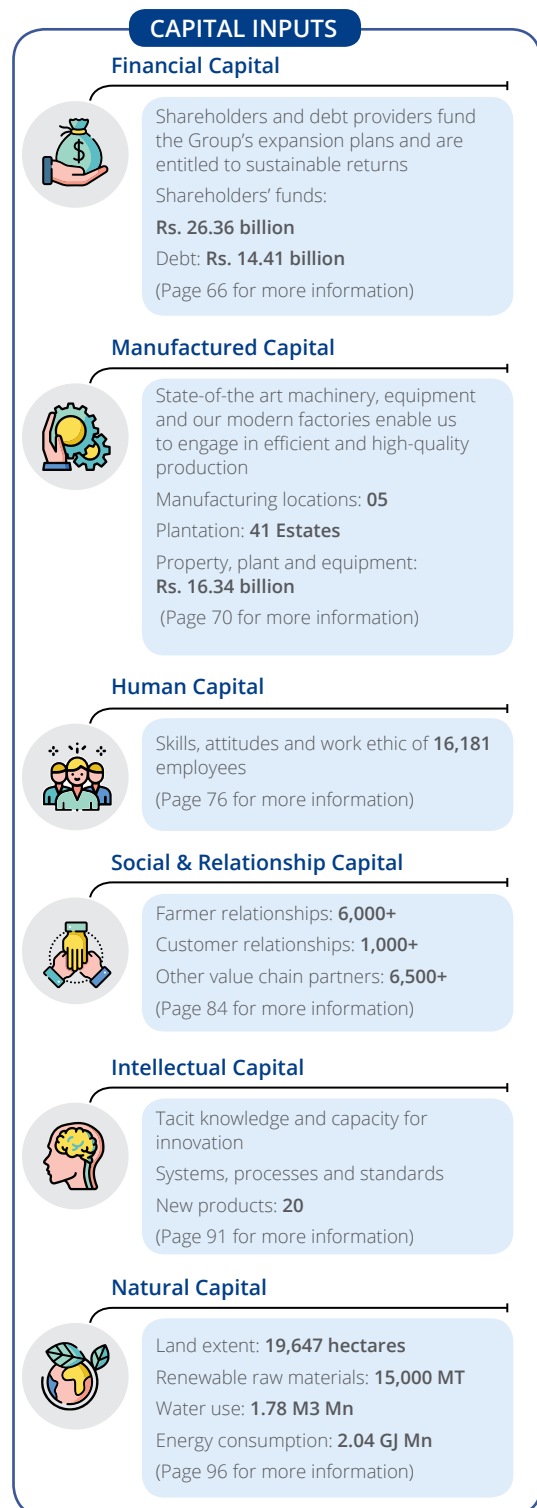 CAPITAL INPUTS
Financial Capital
$
Shareholders and debt providers fund
the Group’s expansion plans and are
entitled to sustainable returns
Shareholders’ funds:
Rs. 26.36 billion
Debt: Rs. 14.41 billion
(Page 66 for more information)
Manufactured Capital
State-of-the art machinery, equipment
and our modern factories enable us
to engage in efficient and high-quality
production
Manufacturing locations: 05
Plantation: 41 Estates
Property, plant and equipment:
Rs. 16.34 billion
(Page 70 for more information)
Human Capital
Skills, attitudes and work ethic of 16,181
employees
(Page 76 for more information)
Social & Relationship Capital
Farmer relationships: 6,000+
Customer relationships: 1,000+
Other value chain partners: 6,500+
(Page 84 for more information)
Intellectual Capital
Tacit knowledge and capacity for
innovation
Systems, processes and standards
New products: 20
(Page 91 for more information)
Natural Capital
Land extent: 19,647 hectares
Renewable raw materials: 15,000 MT
Water use: 1.78 M3 Mn
Energy consumption: 2.04 GJ Mn
(Page 96 for more information)